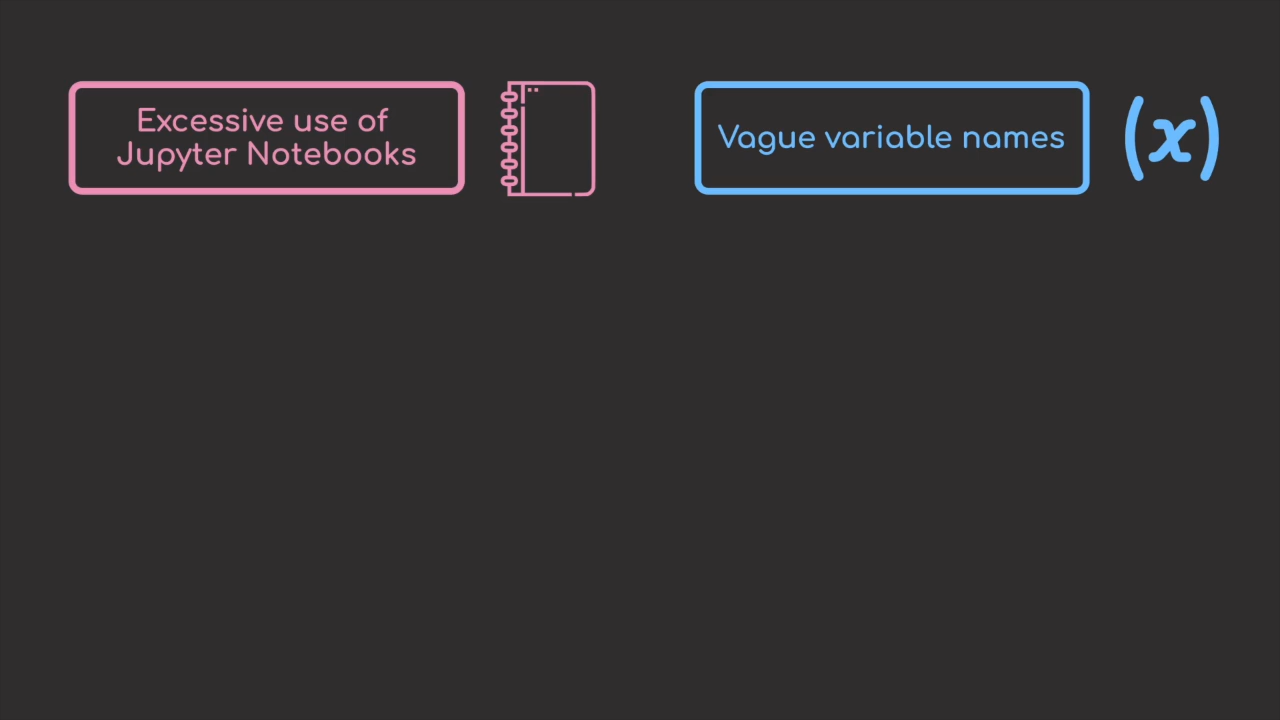 Excessive use of
Jupyter Notebooks
Vague variable names
(x)